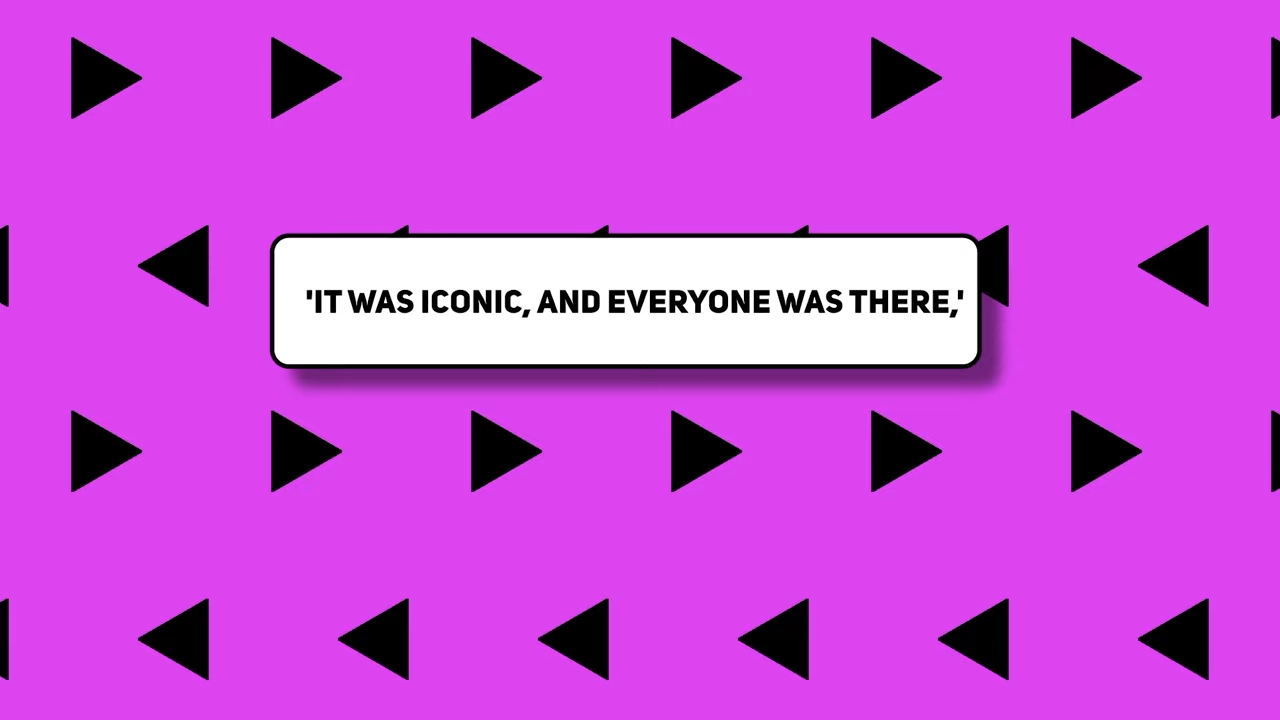 'IT WAS ICONIC, AND EVERYONE WAS THERE,'